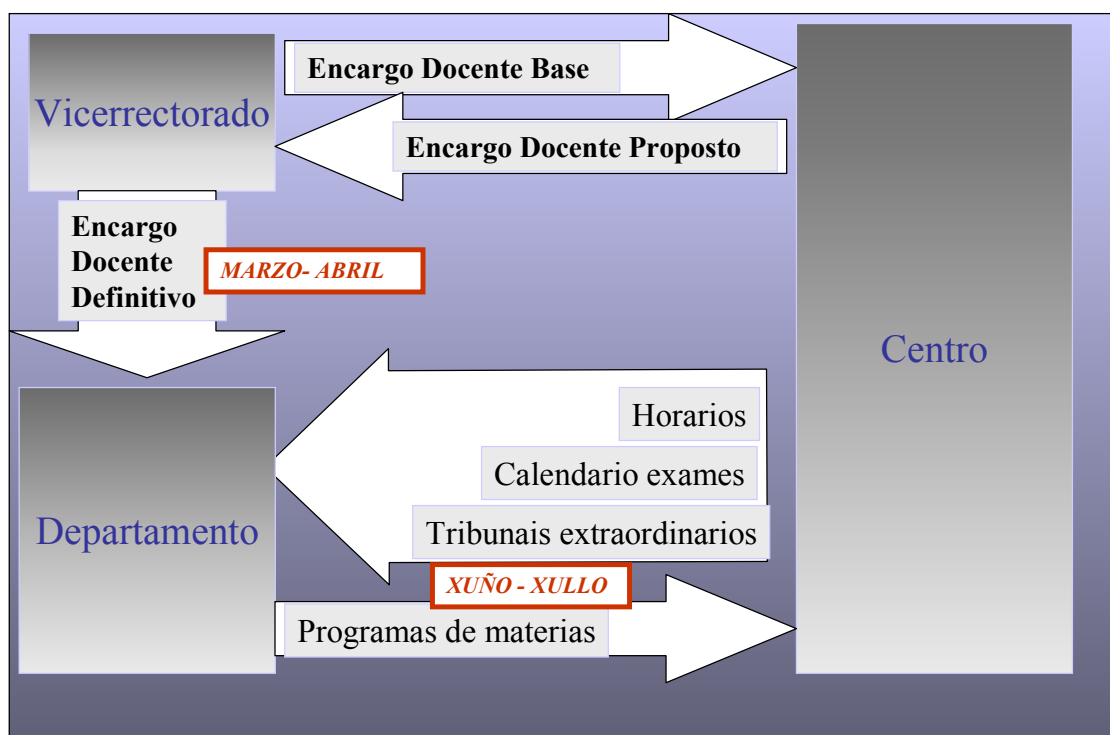 Vicerrectorado
Encargo Docente Base
Encargo Docente Proposto
Encargo
Docente
Definitivo
MARZO- ABRIL
Centro
Departamento
Horarios
Calendario exames
Tribunais extraordinarios
XUÑO - XULLO
Programas de materias